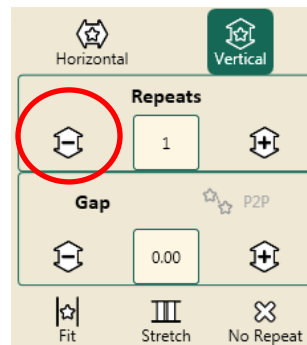 Horizontal Vertical
Repeats
1
Gap P2P
0.00
Fit Stretch No Repeat